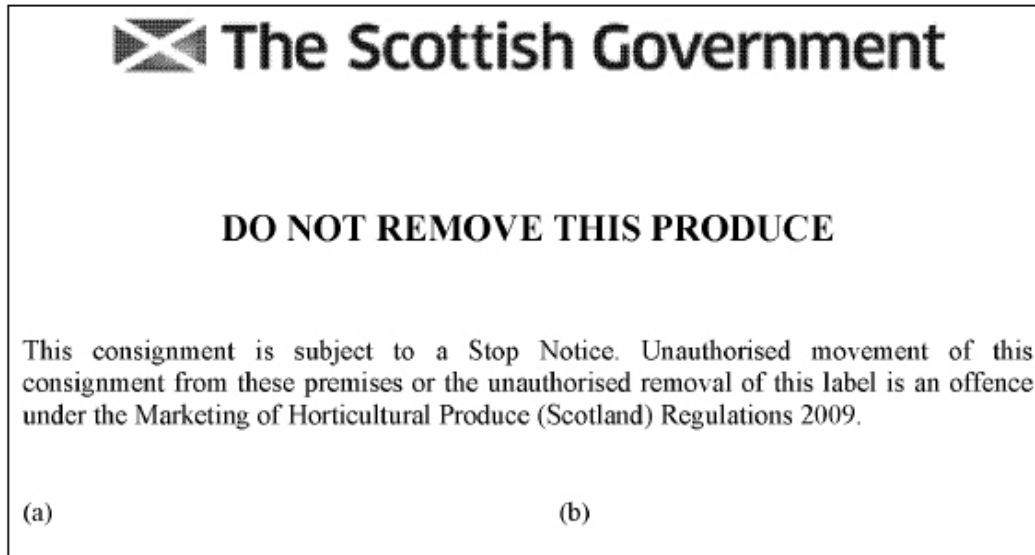 The Scottish Government
DO NOT REMOVE THIS PRODUCE
This consignment is subject to a Stop Notice. Unauthorised movement of this
consignment from these premises or the unauthorised removal of this label is an offence
under the Marketing of Horticultural Produce (Scotland) Regulations 2009.
(a) (b)